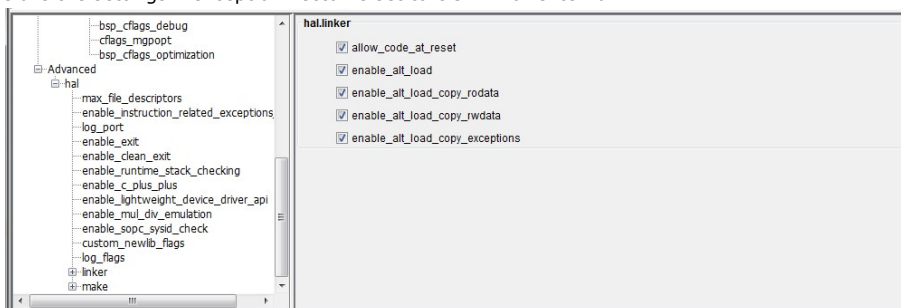 bsp_cflags_debug
cflags_mgpopt
bsp_cflags_optimization
Advanced
hal
max_file_descriptors
enable_instruction_related_exceptions_
log_port
enable_exit
enable_clean_exit
enable_runtime_stack_checking
enable_c_plus_plus
enable_lightweight_device_driver_api
enable_mul_div_emulation
enable_sopc_sysid_check
custom_newlib_flags
log_flags
linker
make
hal.linker
allow_code_at_reset
enable_alt_load
enable_alt_load_copy_rodata
enable_alt_load_copy_rwdata
enable_alt_load_copy_exceptions